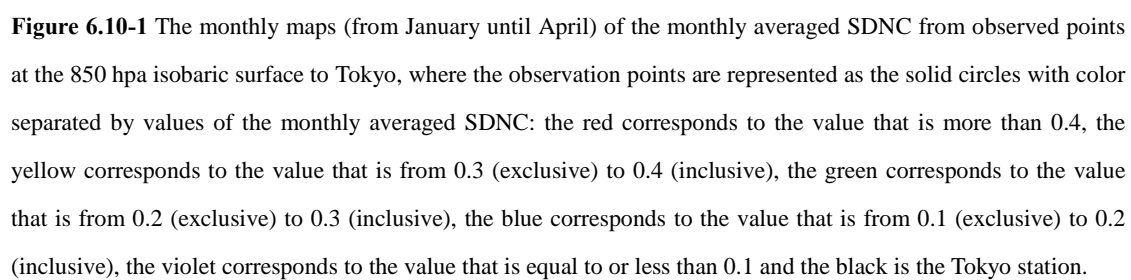 Figure 6.10-1 The monthly maps (from January until April) of the monthly averaged SDNC from observed points
at the 850 hpa isobaric surface to Tokyo, where the observation points are represented as the solid circles with color
separated by values of the monthly averaged SDNC: the red corresponds to the value that is more than 0.4, the
yellow corresponds to the value that is from 0.3 (exclusive) to 0.4 (inclusive), the green corresponds to the value
that is from 0.2 (exclusive) to 0.3 (inclusive), the blue corresponds to the value that is from 0.1 (exclusive) to 0.2
(inclusive), the violet corresponds to the value that is equal to or less than 0.1 and the black is the Tokyo station.